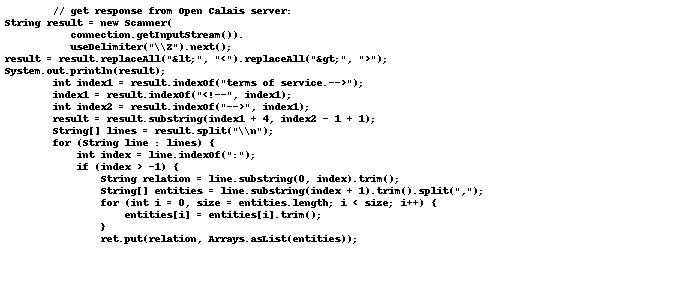 // get response from Open Calais server:
String result = new Scanner(
connection.getInputStream()).
useDelimiter("\\Z").next();
result = result.replaceAll("&lt;", "<").replaceAll("&gt;", ">");
System.out.println(result);
int index1 = result.indexOf("terms of service.-->");
index1 = result.indexOf("<!--", index1);
int index2 = result.indexOf("-->", index1);
result = result.substring(index1 + 4, index2 - 1 + 1);
String[] lines = result.split("\\n");
for (String line : lines) {
int index = line.indexOf(":");
if (index > -1) {
String relation = line.substring(0, index).trim();
String[] entities = line.substring(index + 1).trim().split(",");
for (int i = 0, size = entities.length; i < size; i++) {
entities[i] = entities[i].trim();
}
ret.put(relation, Arrays.asList(entities));